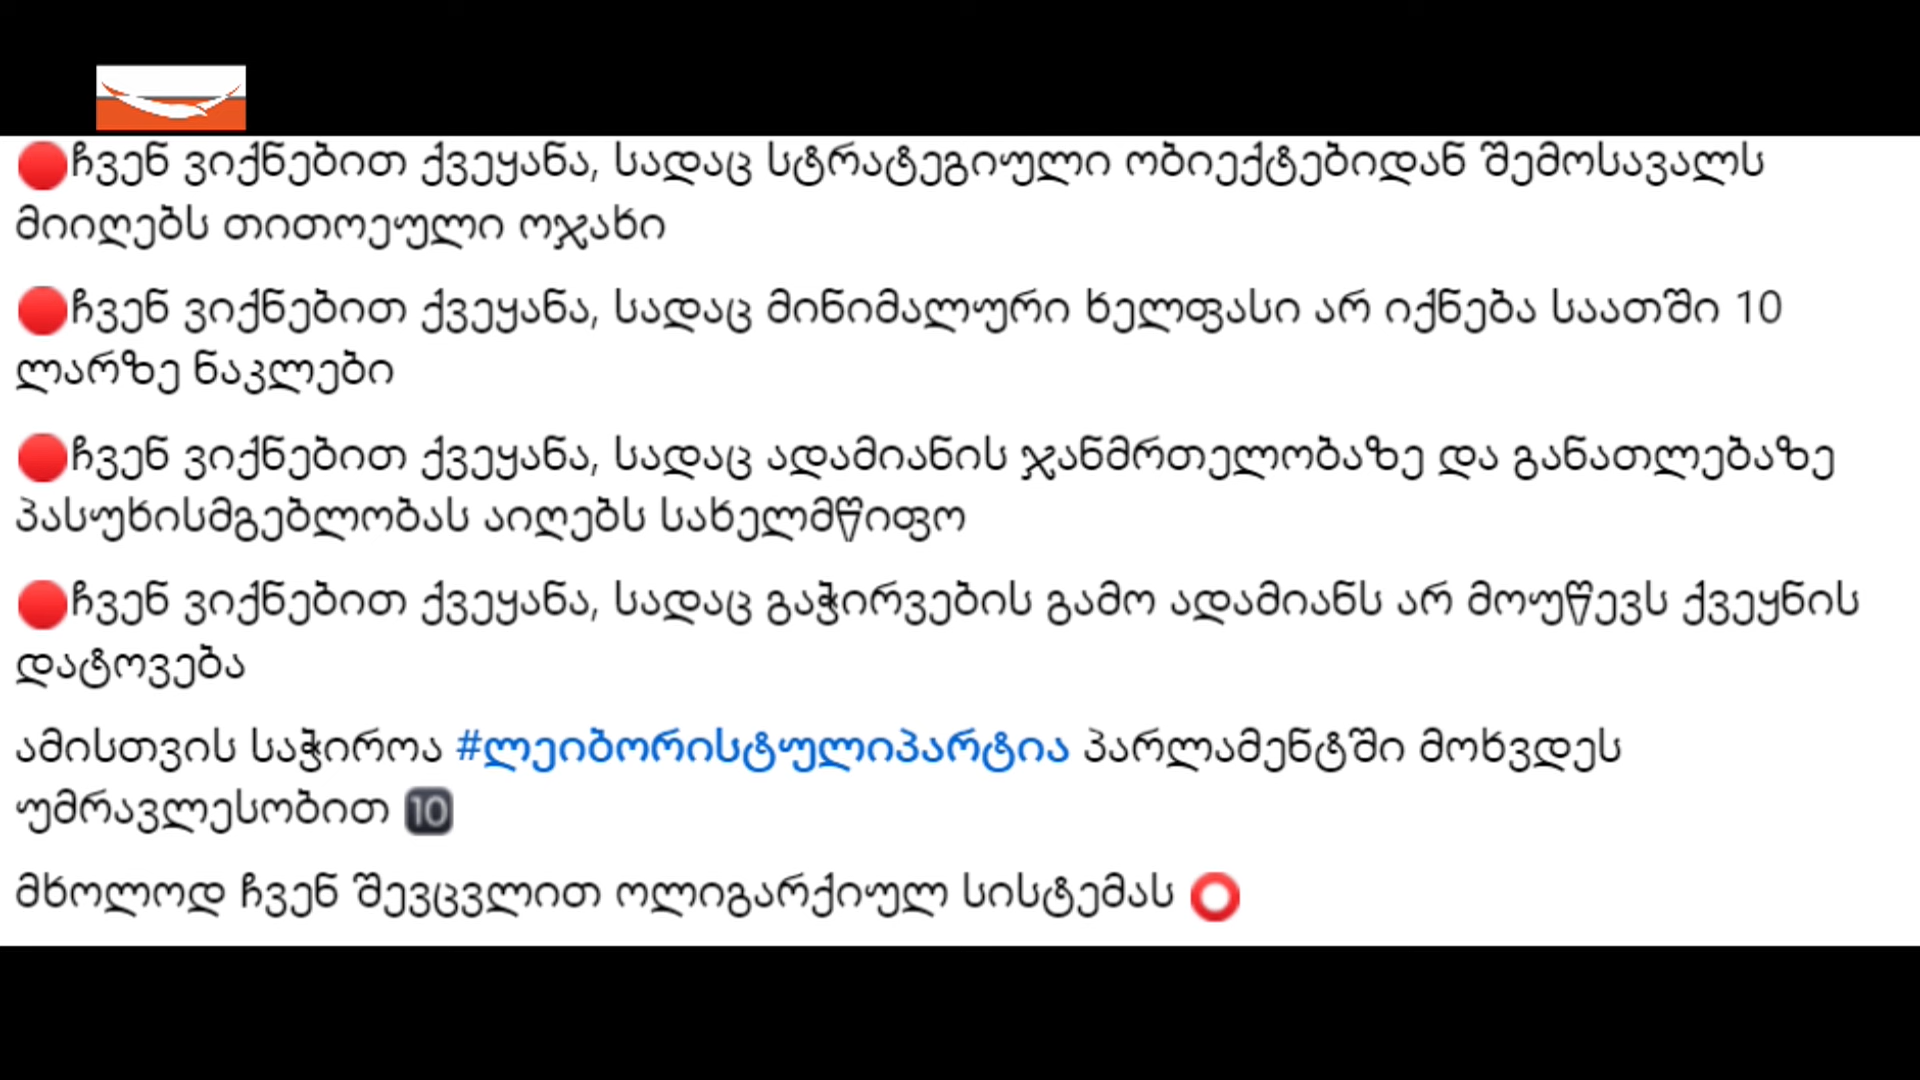 🔴ჩვენ ვიქნებით ქვეყანა, სადაც სტრატეგიული ობიექტებიდან შემოსავალს
მიიღებს თითოეული ოჯახი
🔴ჩვენ ვიქნებით ქვეყანა, სადაც მინიმალური ხელფასი არ იქნება საათში 10
ლარზე ნაკლები
🔴ჩვენ ვიქნებით ქვეყანა, სადაც ადამიანის ჯანმრთელობაზე და განათლებაზე
პასუხისმგებლობას აიღებს სახელმწიფო
🔴ჩვენ ვიქნებით ქვეყანა, სადაც გაჭირვების გამო ადამიანს არ მოუწევს ქვეყნის
დატოვება
ამისთვის საჭიროა #ლეიბორისტულიპარტია პარლამენტში მოხვდეს
უმრავლესობით 🔟
მხოლოდ ჩვენ შევცვლით ოლიგარქიულ სისტემას ⭕